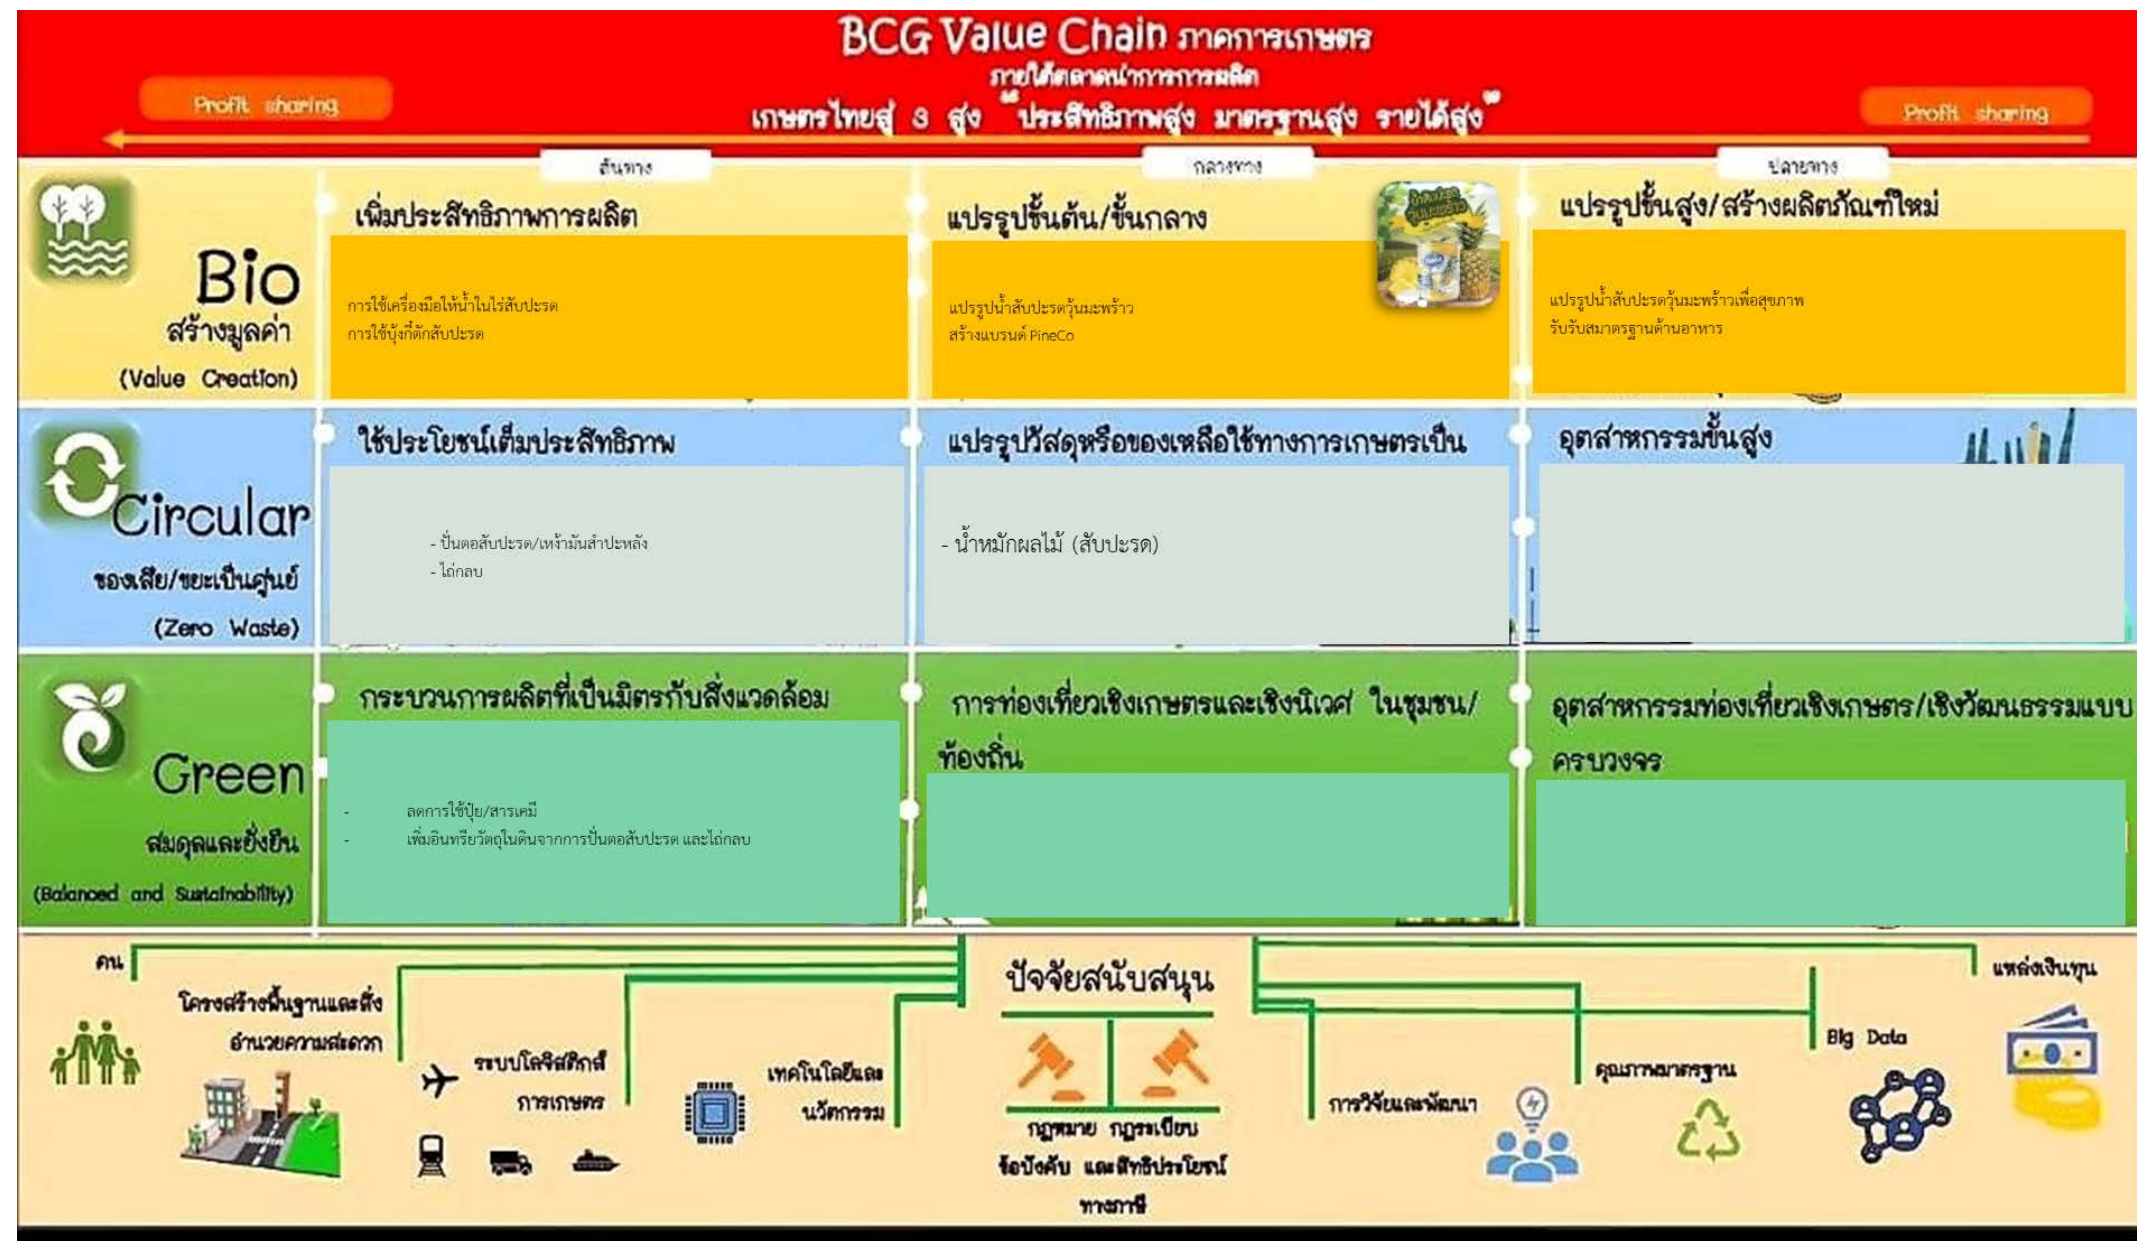 BCG Value Chain ภาคการเกษตร
ภายใต้ตลาดนำการการผลิต
เกษตรไทยสู่ 3 สูง "ประสิทธิภาพสูง มาตรฐานสูง รายได้สูง"
Profit sharing
Profit sharing
ต้นทาง
กลางทาง
ปลายทาง
Bio
สร้างมูลค่า
(Value Creation)
เพิ่มประสิทธิภาพการผลิต
การใช้เครื่องมือให้น้ำในไร่สับปะรด
การใช้บุ้งกี๋ตักสับปะรด
แปรรูปขั้นต้น/ขั้นกลาง
น้ำสับปะรด
วุ้นมะพร้าว
แปรรูปน้ำสับปะรดวุ้นมะพร้าว
สร้างแบรนด์ PineCo
แปรรูปขั้นสูง/สร้างผลิตภัณฑ์ใหม่
แปรรูปน้ำสับปะรดวุ้นมะพร้าวเพื่อสุขภาพ
รับรับสมาตรฐานด้านอาหาร
Circular
ของเสีย/ขยะเป็นศูนย์
(Zero Waste)
ใช้ประโยชน์เต็มประสิทธิภาพ
- ปั่นตอสับปะรด/เหง้ามันสำปะหลัง
- ไถ่กลบ
แปรรูปวัสดุหรือของเหลือใช้ทางการเกษตรเป็น
- น้ำหมักผลไม้ (สับปะรด)
อุตสาหกรรมขั้นสูง
Green
สมดุลและยั่งยืน
(Balanced and Sustainability)
กระบวนการผลิตที่เป็นมิตรกับสิ่งแวดล้อม
- ลดการใช้ปุ๋ย/สารเคมี
- เพิ่มอินทรียวัตถุในดินจากการปั่นตอสับปะรด และไถ่กลบ
การท่องเที่ยวเชิงเกษตรและเชิงนิเวศ ในชุมชน/
ท้องถิ่น
อุตสาหกรรมท่องเที่ยวเชิงเกษตร/เชิงวัฒนธรรมแบบ
ครบวงจร
คน
โครงสร้างพื้นฐานและสิ่ง
อำนวยความสะดวก
ระบบโลจิสติกส์
การเกษตร
เทคโนโลยีและ
นวัตกรรม
ปัจจัยสนับสนุน
กฎหมาย กฎระเบียบ
ข้อบังคับ และสิทธิประโยชน์
ทางภาษี
การวิจัยและพัฒนา
คุณภาพมาตรฐาน
Big Data
แหล่งเงินทุน